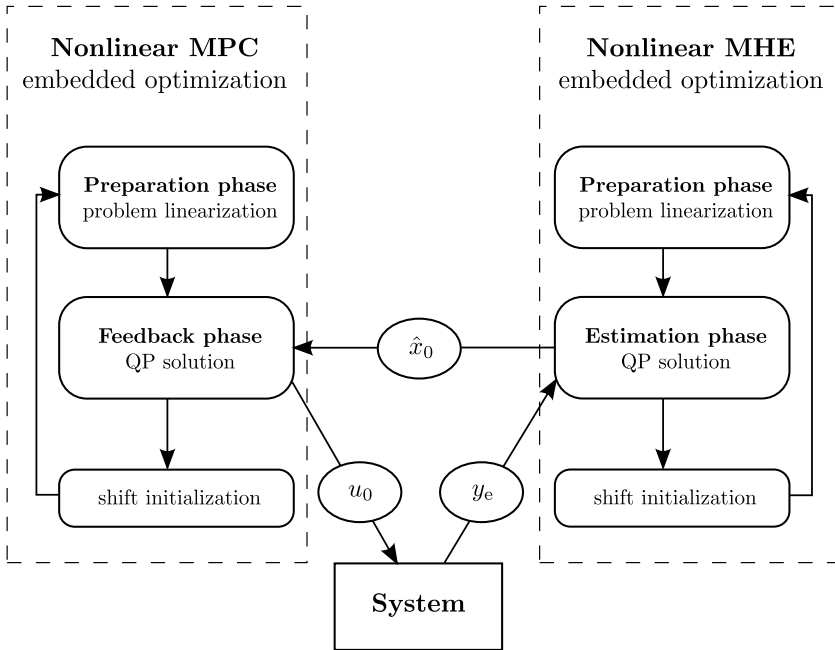 Nonlinear MPC
embedded optimization
Preparation phase
problem linearization
Feedback phase
QP solution
shift initialization
Nonlinear MHE
embedded optimization
Preparation phase
problem linearization
Estimation phase
QP solution
shift initialization
x̂₀
u₀
yₑ
System